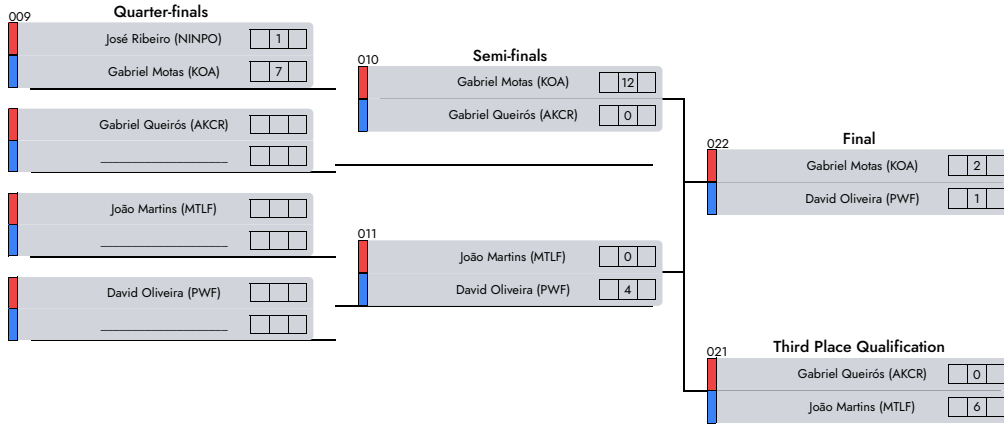 Quarter-finals
009
José Ribeiro (NINPO) 1
Gabriel Motas (KOA) 7
Gabriel Queirós (AKCR)
____________________
João Martins (MTLF)
____________________
David Oliveira (PWF)
____________________
Semi-finals
010
Gabriel Motas (KOA) 12
Gabriel Queirós (AKCR) 0
011
João Martins (MTLF) 0
David Oliveira (PWF) 4
Final
022
Gabriel Motas (KOA) 2
David Oliveira (PWF) 1
Third Place Qualification
021
Gabriel Queirós (AKCR) 0
João Martins (MTLF) 6